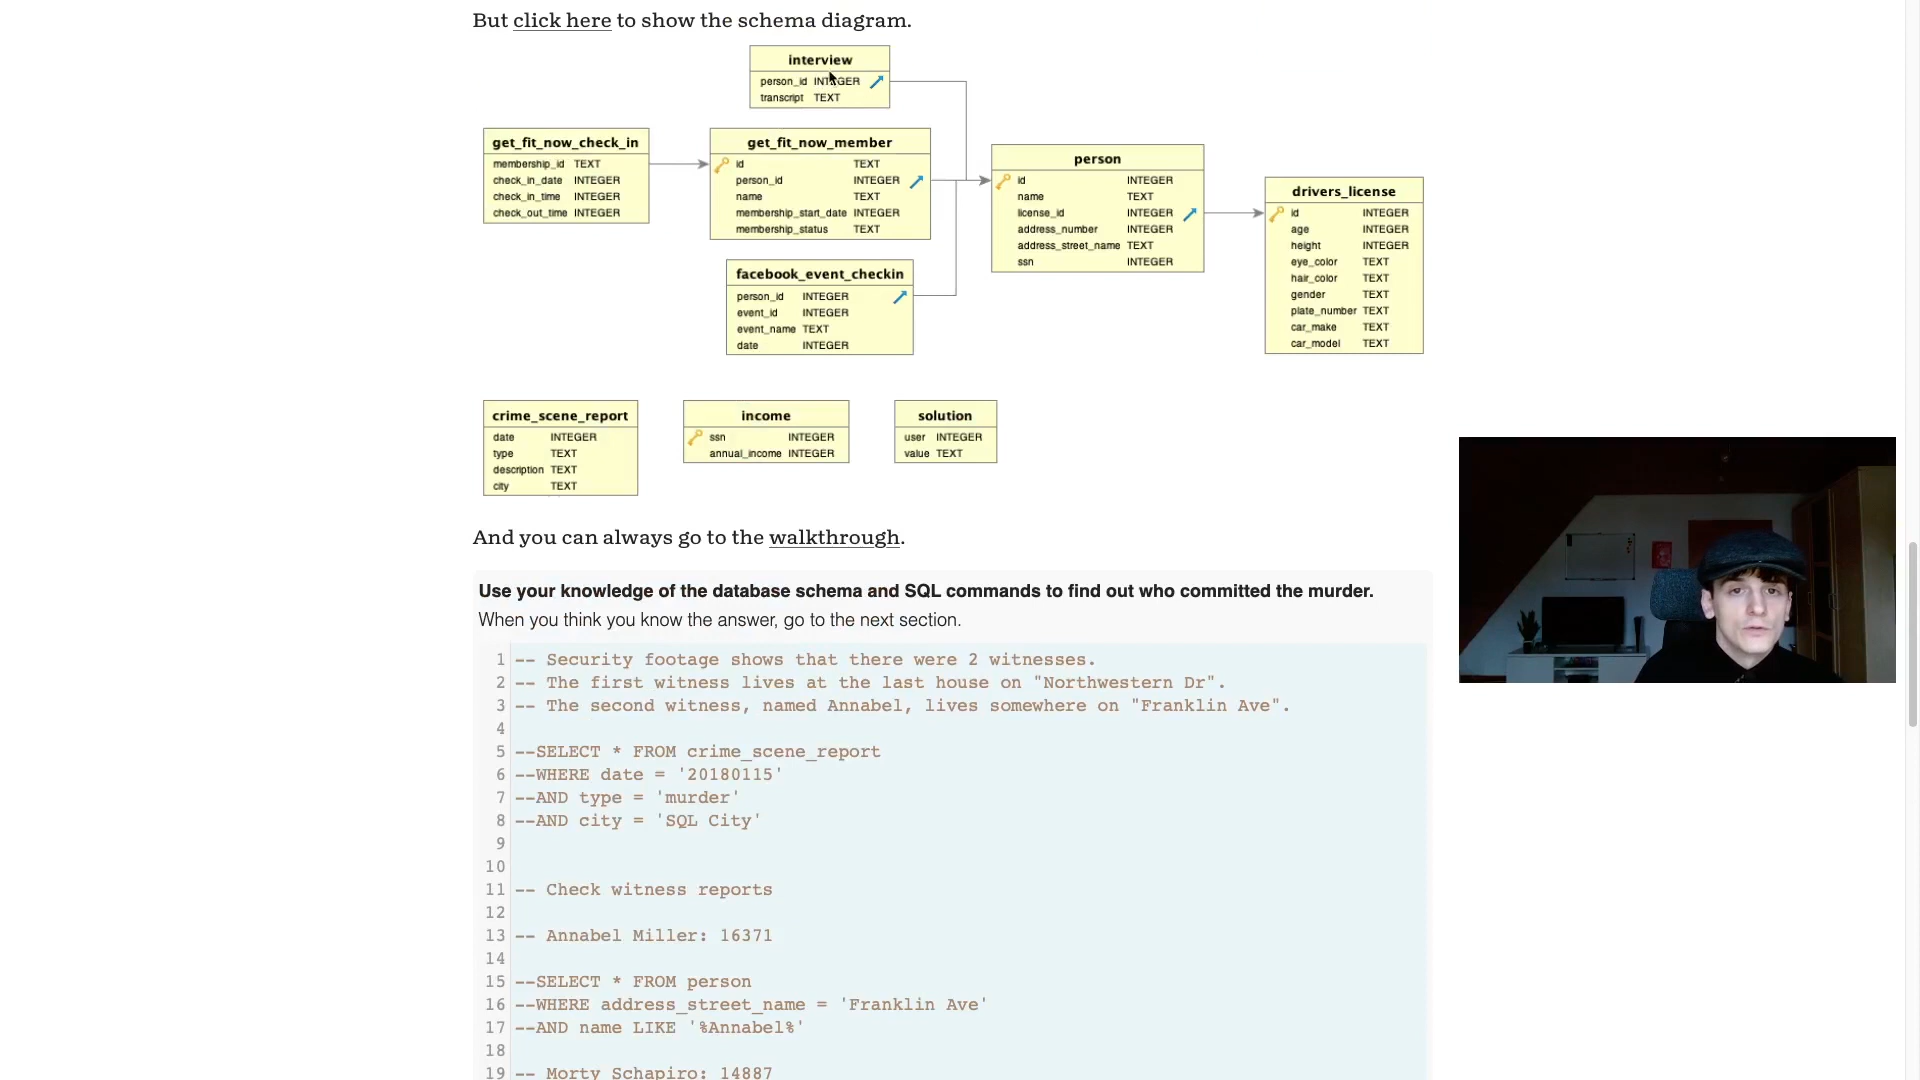 But click here to show the schema diagram.
interview
person_id INTEGER
transcript TEXT
get_fit_now_check_in
membership_id TEXT
check_in_date INTEGER
check_in_time INTEGER
check_out_time INTEGER
get_fit_now_member
id TEXT
person_id INTEGER
name TEXT
membership_start_date INTEGER
membership_status TEXT
person
id INTEGER
name TEXT
license_id INTEGER
address_number INTEGER
address_street_name TEXT
ssn INTEGER
drivers_license
id INTEGER
age INTEGER
height INTEGER
eye_color TEXT
hair_color TEXT
gender TEXT
plate_number TEXT
car_make TEXT
car_model TEXT
facebook_event_checkin
person_id INTEGER
event_id INTEGER
event_name TEXT
date INTEGER
crime_scene_report
date INTEGER
type TEXT
description TEXT
city TEXT
income
ssn INTEGER
annual_income INTEGER
solution
user INTEGER
value TEXT
And you can always go to the walkthrough.
Use your knowledge of the database schema and SQL commands to find out who committed the murder.
When you think you know the answer, go to the next section.
1 -- Security footage shows that there were 2 witnesses.
2 -- The first witness lives at the last house on "Northwestern Dr".
3 -- The second witness, named Annabel, lives somewhere on "Franklin Ave".
4
5 --SELECT * FROM crime_scene_report
6 --WHERE date = '20180115'
7 --AND type = 'murder'
8 --AND city = 'SQL City'
9
10
11 -- Check witness reports
12
13 -- Annabel Miller: 16371
14
15 --SELECT * FROM person
16 --WHERE address_street_name = 'Franklin Ave'
17 --AND name LIKE '%Annabel%'
18
19 -- Morty Schapiro: 14887